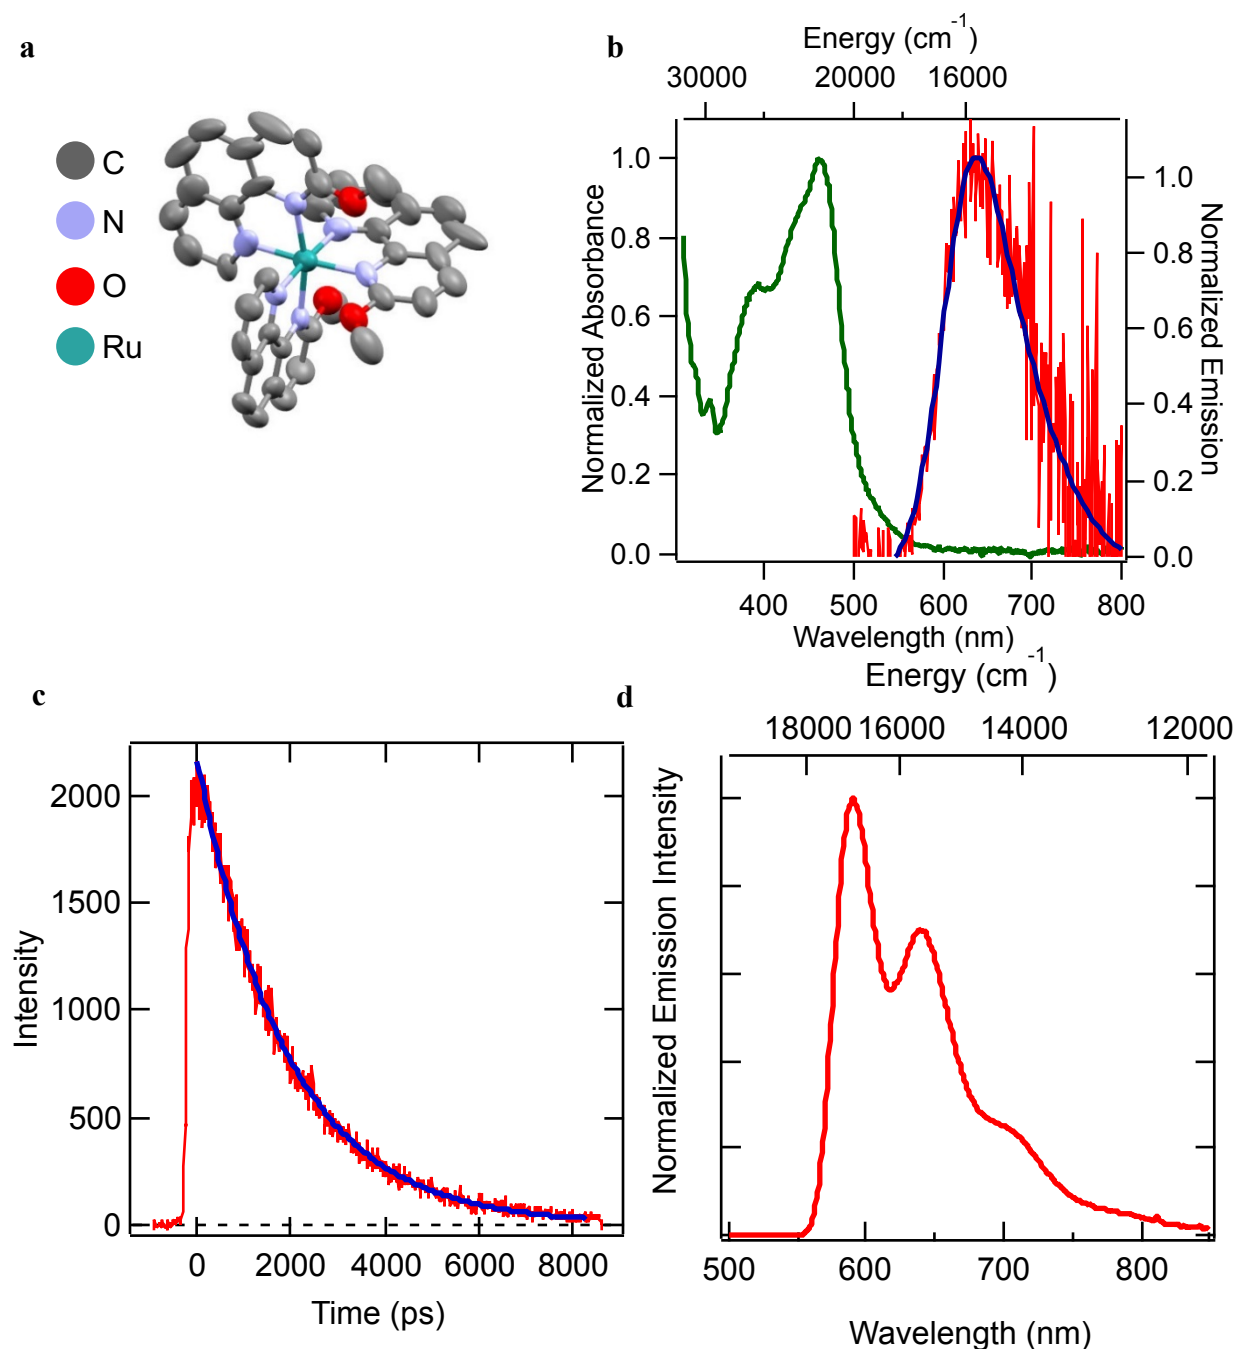 a
C
N
O
Ru
b
Energy (cm-1)
30000 20000 16000
Normalized Absorbance
1.0
0.8
0.6
0.4
0.2
0.0
1.0
0.8
0.6
0.4
0.2
0.0
Normalized Emission
400 500 600 700 800
Wavelength (nm)
c
Intensity
2000
1500
1000
500
0
0 2000 4000 6000 8000
Time (ps)
d
Energy (cm-1)
18000 16000 14000 12000
Normalized Emission Intensity
500 600 700 800
Wavelength (nm)